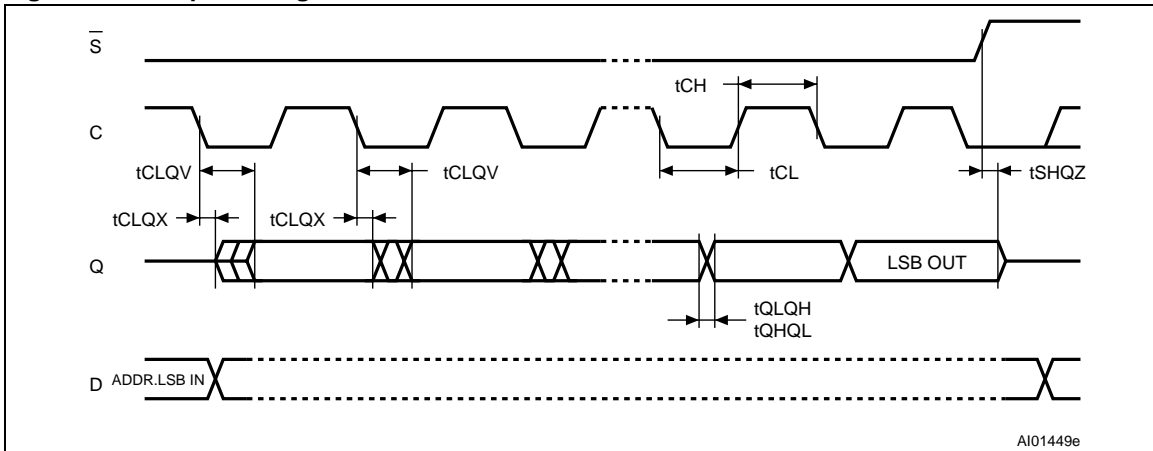 S
tCH
C
tCLQV
tCLQV
tCL
tSHQZ
tCLQX
tCLQX
Q
LSB OUT
tQLQH
tQHQL
D
ADDR.LSB IN
AI01449e